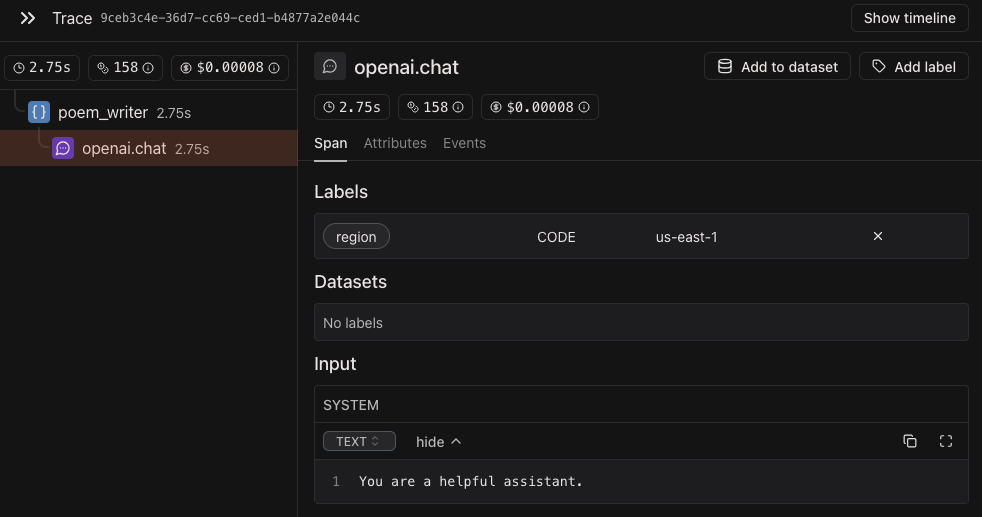 Trace 9ceb3c4e-36d7-cc69-ced1-b4877a2e044c
Show timeline
2.75s 158 $0.00008
poem_writer 2.75s
openai.chat 2.75s
openai.chat
Add to dataset
Add label
2.75s 158 $0.00008
Span Attributes Events
Labels
region CODE us-east-1
Datasets
No labels
Input
SYSTEM
TEXT hide
1 You are a helpful assistant.